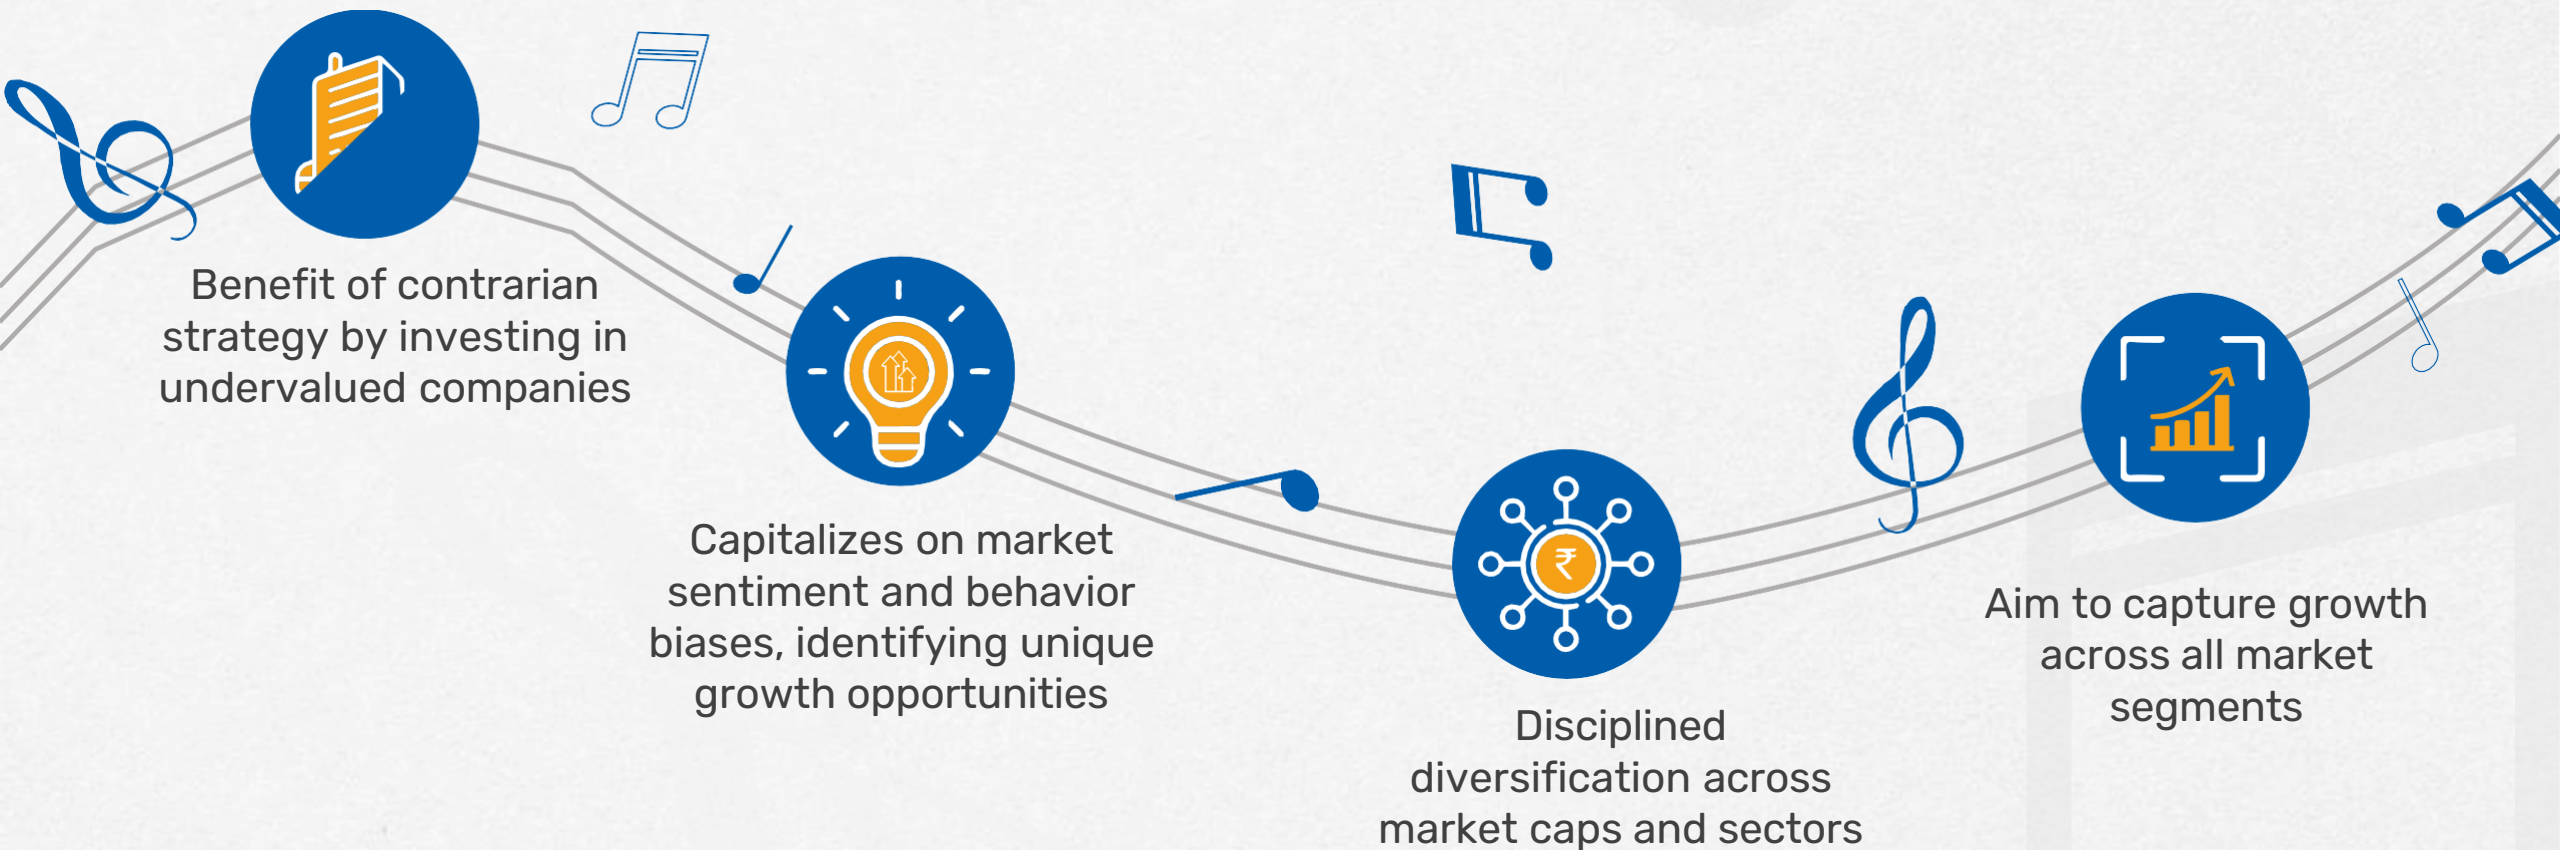 Benefit of contrarian
strategy by investing in
undervalued companies
Capitalizes on market
sentiment and behavior
biases, identifying unique
growth opportunities
₹
Disciplined
diversification across
market caps and sectors
Aim to capture growth
across all market
segments